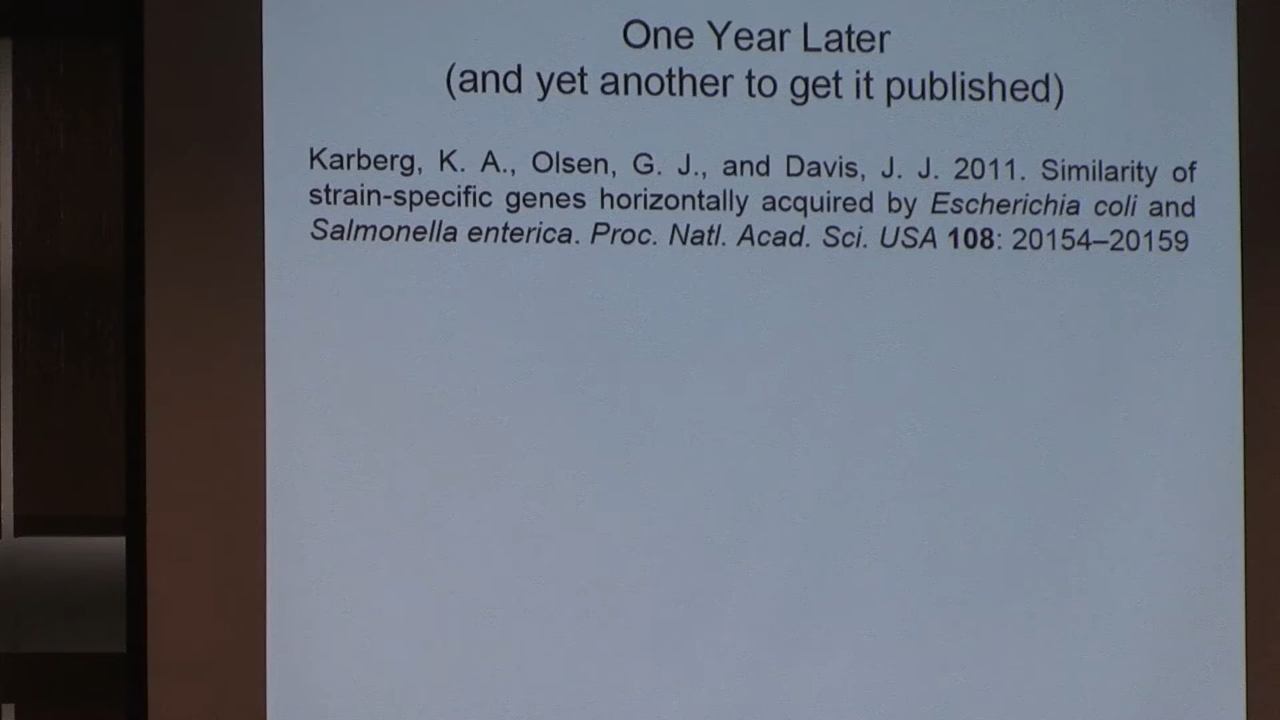 One Year Later
(and yet another to get it published)
Karberg, K. A., Olsen, G. J., and Davis, J. J. 2011. Similarity of
strain-specific genes horizontally acquired by Escherichia coli and
Salmonella enterica. Proc. Natl. Acad. Sci. USA 108: 20154–20159